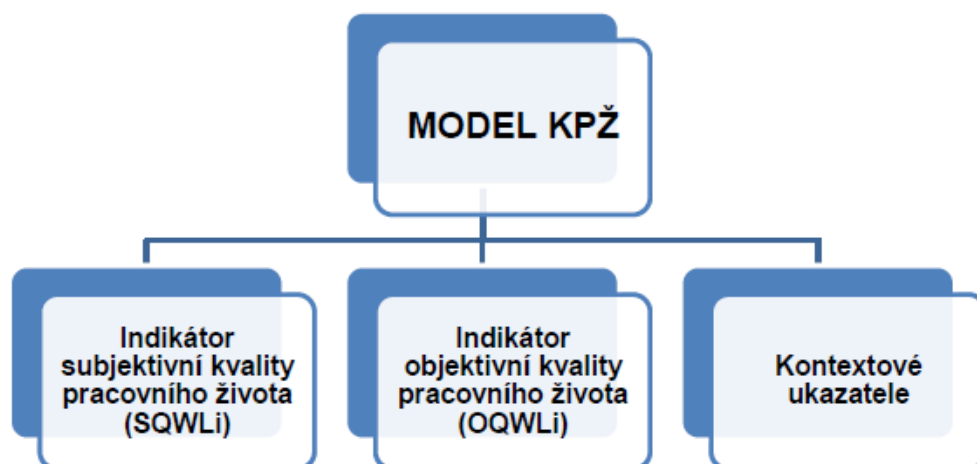 MODEL KPŽ
Indikátor
subjektivní kvality
pracovního života
(SQWLi)
Indikátor
objektivní kvality
pracovního života
(OQWLi)
Kontextové
ukazatele